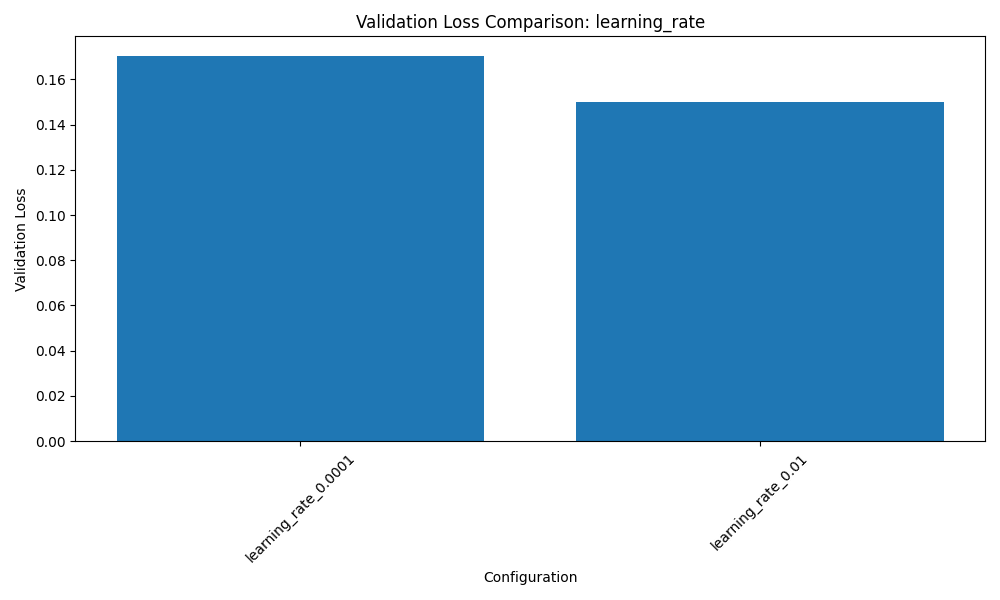 Validation Loss Comparison: learning_rate
Validation Loss
0.16
0.14
0.12
0.10
0.08
0.06
0.04
0.02
0.00
learning_rate_0.0001
learning_rate_0.01
Configuration